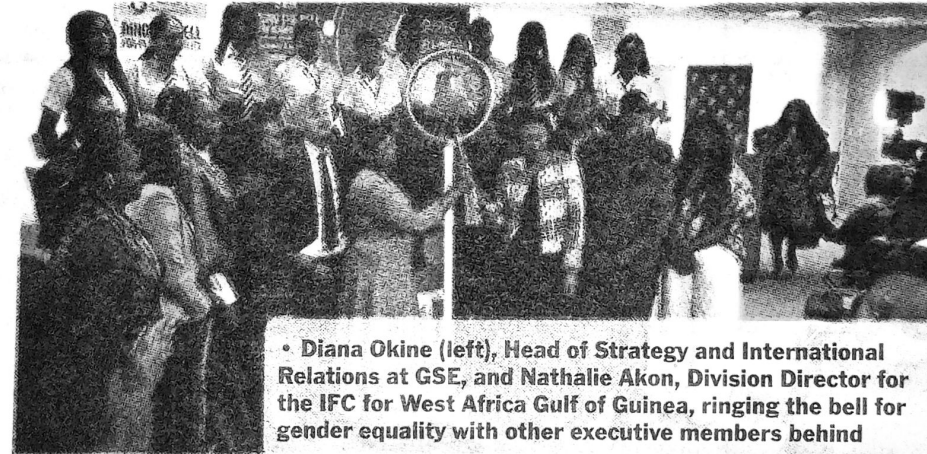 • Diana Okine (left), Head of Strategy and International
Relations at GSE, and Nathalie Akon, Division Director for
the IFC for West Africa Gulf of Guinea, ringing the bell for
gender equality with other executive members behind